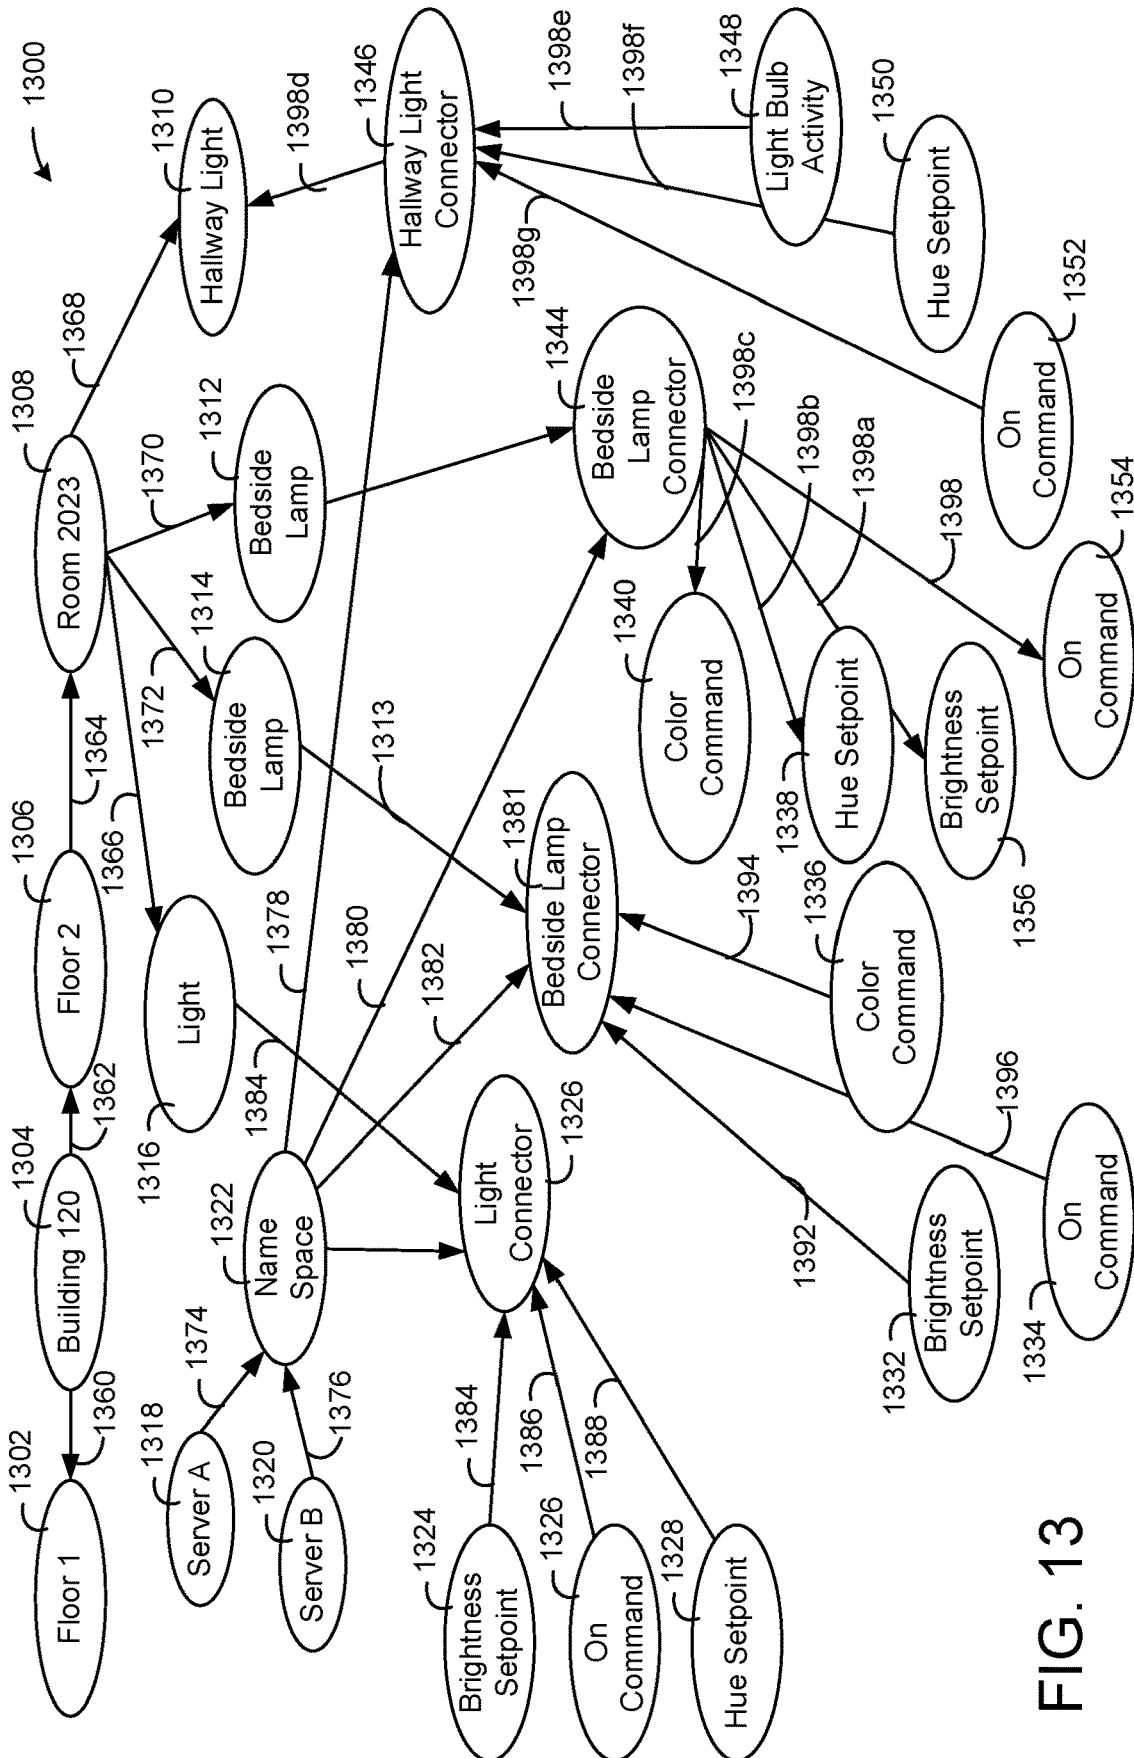 1300
1302
Floor 1
1360
1304
Building 120
1362
1306
Floor 2
1364
1308
Room 2023
1368
1310
Hallway Light
1366
1372
1370
1316
Light
1314
Bedside
Lamp
1312
Bedside
Lamp
1398d
1318
Server A
1374
1320
Server B
1376
1322
Name
Space
1384
1378
1380
1382
1313
1346
Hallway Light
Connector
1324
Brightness
Setpoint
1384
1326
On
Command
1386
1328
Hue Setpoint
1388
Light
Connector
1326
1381
Bedside Lamp
Connector
1344
Bedside
Lamp
Connector
1398g
1398e
1398f
1340
Color
Command
1398c
1398b
1398a
1348
Light Bulb
Activity
1392
1394
1336
Color
Command
1338
Hue Setpoint
1350
Hue Setpoint
1332
Brightness
Setpoint
1396
1356
Brightness
Setpoint
1398
1352
On
Command
1334
On
Command
1354
On
Command
FIG. 13